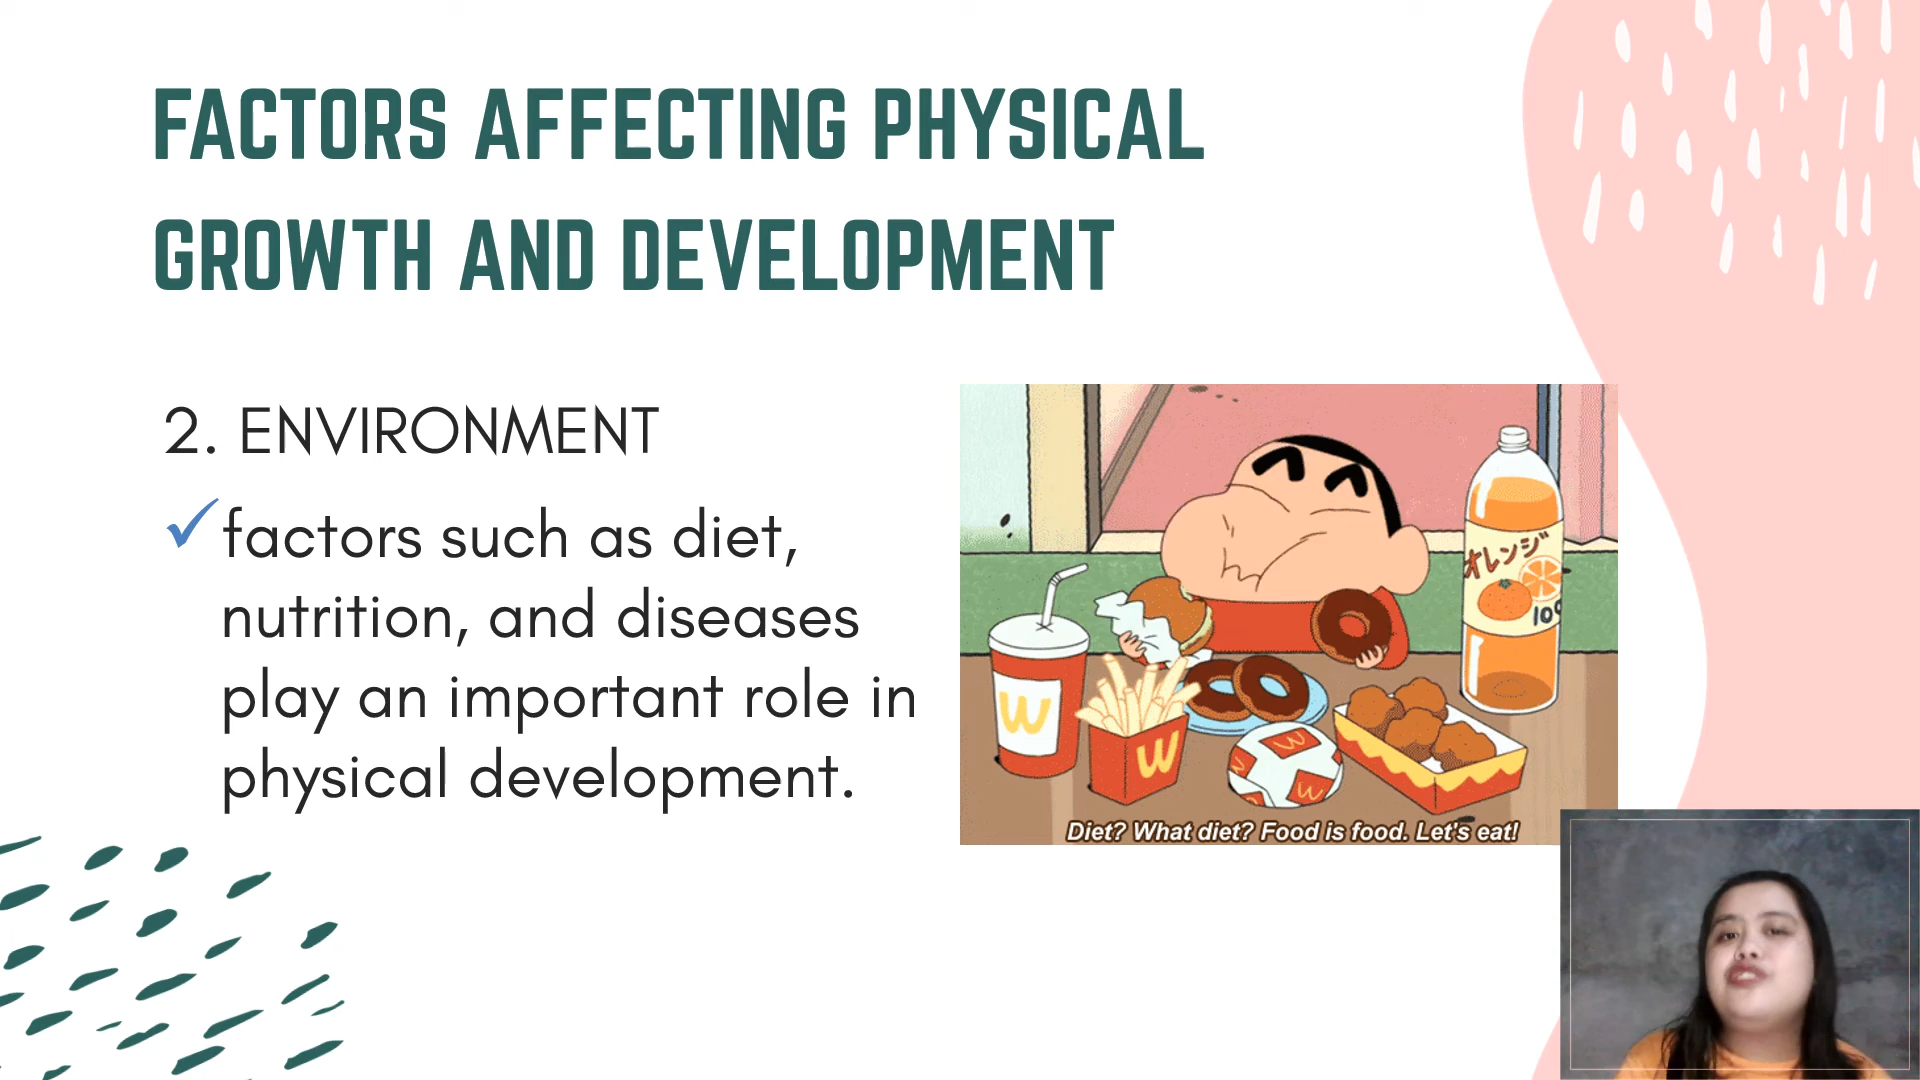 FACTORS AFFECTING PHYSICAL
GROWTH AND DEVELOPMENT
2. ENVIRONMENT
factors such as diet,
nutrition, and diseases
play an important role in
physical development.
オレンジ
100
W
W
W
W
W
Diet? What diet? Food is food. Let's eat!